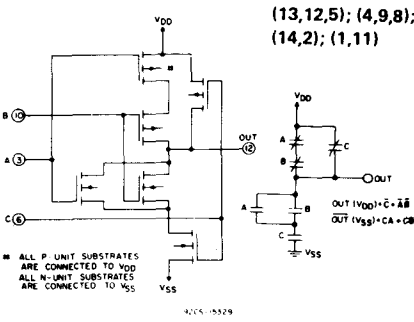 (13,12,5); (4,9,8);
(14,2); (1,11)
VDD
*
B 10
A 3
C 6
OUT
12
VSS
* ALL P-UNIT SUBSTRATES
ARE CONNECTED TO VDD
ALL N-UNIT SUBSTRATES
ARE CONNECTED TO VSS
VDD
A
B
C
OUT
A
B
C
VSS
OUT (VDD)=C̄+ĀB̄
O̅U̅T̅ (VSS)=CA+CB
92CS-15329